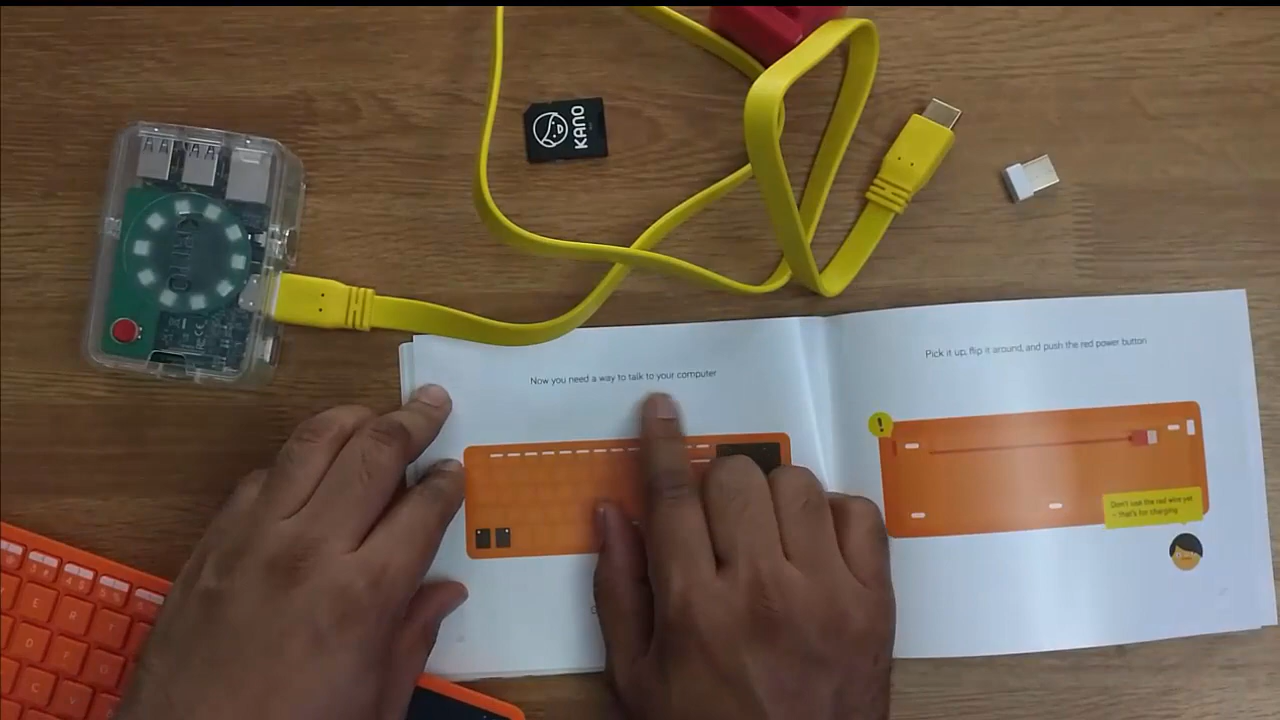 KANO
Now you need a way to talk to your computer
Pick it up, flip it around, and push the red power button
!
Don't use the red wire yet
- that's for charging
E R T
D F G
C V B